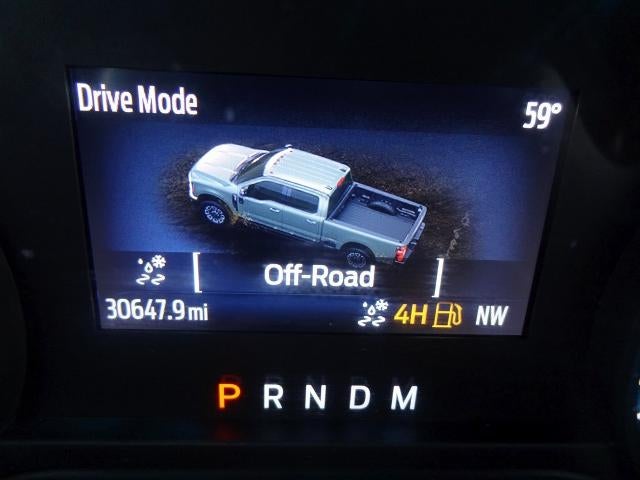 Drive Mode
59°
[ Off-Road ]
30647.9 mi 4H NW
P R N D M